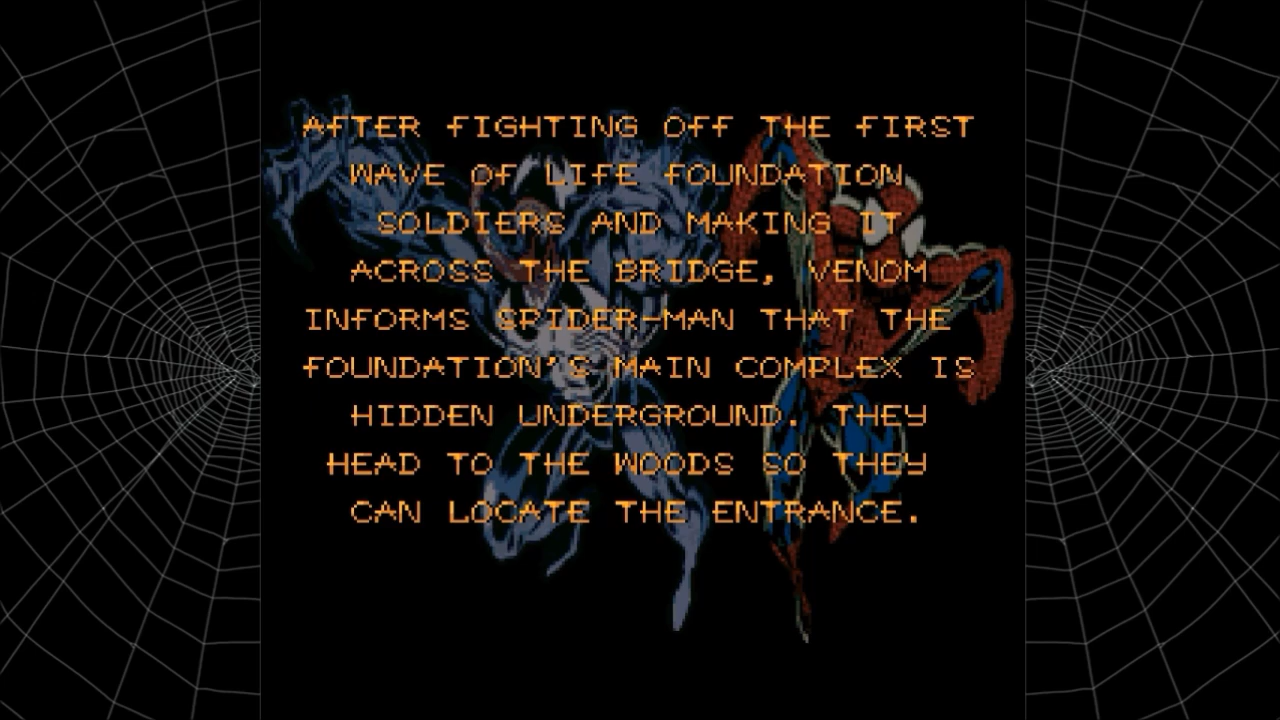 AFTER FIGHTING OFF THE FIRST
WAVE OF LIFE FOUNDATION
SOLDIERS AND MAKING IT
ACROSS THE BRIDGE, VENOM
INFORMS SPIDER-MAN THAT THE
FOUNDATION'S MAIN COMPLEX IS
HIDDEN UNDERGROUND. THEY
HEAD TO THE WOODS SO THEY
CAN LOCATE THE ENTRANCE.